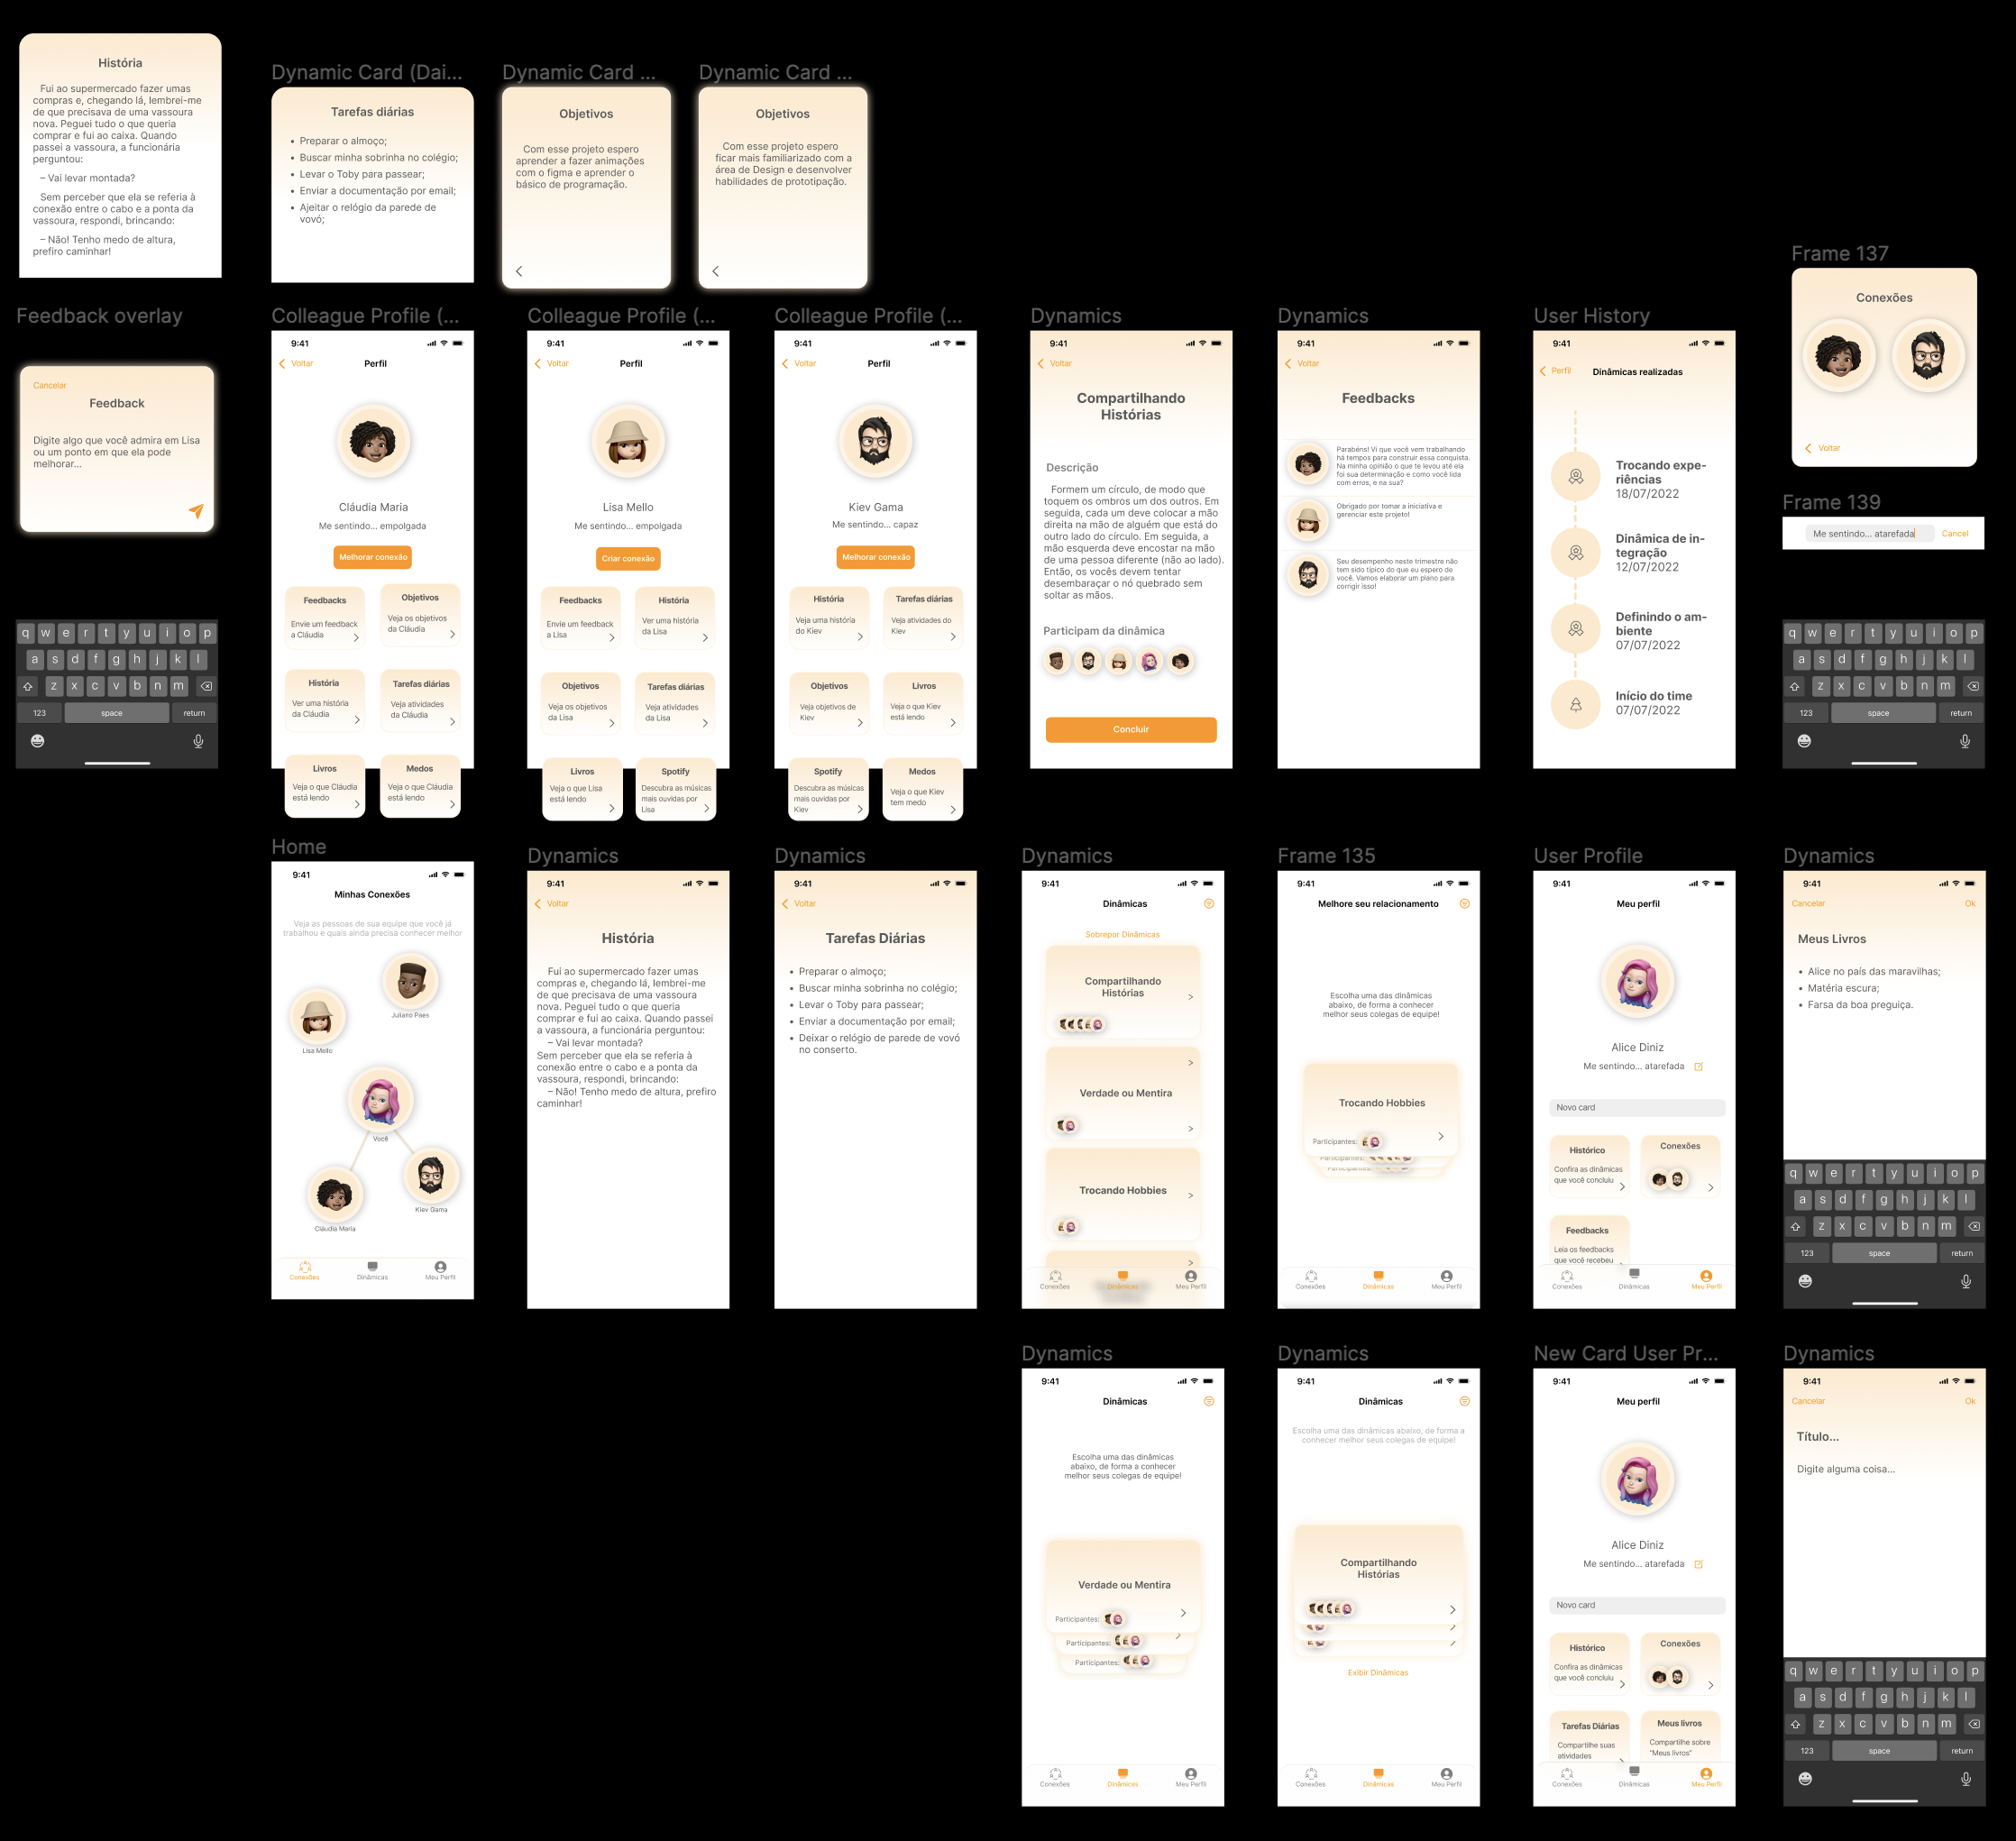 História
Fui ao supermercado fazer umas
compras e, chegando lá, lembrei-me
de que precisava de uma vassoura
nova. Peguei tudo o que queria
comprar e fui ao caixa. Quando
passei a vassoura, a funcionária
perguntou:
– Vai levar montada?
Sem perceber que ela se referia à
conexão entre o cabo e a ponta da
vassoura, respondi, brincando:
– Não! Tenho medo de altura,
prefiro caminhar!
Dynamic Card (Dai...
Tarefas diárias
• Preparar o almoço;
• Buscar minha sobrinha no colégio;
• Levar o Toby para passear;
• Enviar a documentação por email;
• Ajeitar o relógio da parede de
vovó;
Dynamic Card ...
Objetivos
Com esse projeto espero
aprender a fazer animações
com o figma e aprender o
básico de programação.
Dynamic Card ...
Objetivos
Com esse projeto espero
ficar mais familiarizado com a
área de Design e desenvolver
habilidades de prototipação.
Frame 137
Conexões
Voltar
Frame 139
Me sentindo... atarefada
Cancel
q w e r t y u i o p
a s d f g h j k l
z x c v b n m
123 space return
Feedback overlay
Cancelar
Feedback
Digite algo que você admira em Lisa
ou um ponto em que ela pode
melhorar...
q w e r t y u i o p
a s d f g h j k l
z x c v b n m
123 space return
Colleague Profile (...
9:41
Voltar
Perfil
Cláudia Maria
Me sentindo... empolgada
Melhorar conexão
Feedbacks
Envie um feedback
a Cláudia
Objetivos
Veja os objetivos
da Cláudia
História
Ver uma história
da Cláudia
Tarefas diárias
Veja atividades
da Cláudia
Livros
Veja o que Cláudia
está lendo
Medos
Veja o que Cláudia
está lendo
Colleague Profile (...
9:41
Voltar
Perfil
Lisa Mello
Me sentindo... empolgada
Criar conexão
Feedbacks
Envie um feedback
a Lisa
História
Ver uma história
da Lisa
Objetivos
Veja os objetivos
da Lisa
Tarefas diárias
Veja atividades
da Lisa
Livros
Veja o que Lisa
está lendo
Spotify
Descubra as músicas
mais ouvidas por
Lisa
Colleague Profile (...
9:41
Voltar
Perfil
Kiev Gama
Me sentindo... capaz
Melhorar conexão
História
Veja uma história
do Kiev
Tarefas diárias
Veja atividades do
Kiev
Objetivos
Veja objetivos de
Kiev
Livros
Veja o que Kiev
está lendo
Spotify
Descubra as músicas
mais ouvidas por
Kiev
Medos
Veja o que Kiev
tem medo
Dynamics
9:41
Voltar
Compartilhando
Histórias
Descrição
Formem um círculo, de modo que
toquem os ombros um dos outros. Em
seguida, cada um deve colocar a mão
direita na mão de alguém que está do
outro lado do círculo. Em seguida, a
mão esquerda deve encostar na mão
de uma pessoa diferente (não ao lado).
Então, os vocês devem tentar
desembaraçar o nó quebrado sem
soltar as mãos.
Participam da dinâmica
Concluir
Dynamics
9:41
Voltar
Feedbacks
Parabéns! Vi que você vem trabalhando
há tempos para construir essa conquista.
Na minha opinião o que te levou até ela
foi sua determinação e como você lida
com erros, e na sua?
Obrigado por tomar a iniciativa e
gerenciar este projeto!
Seu desempenho neste trimestre não
tem sido típico do que eu espero de
você. Vamos elaborar um plano para
corrigir isso!
User History
9:41
Perfil
Dinâmicas realizadas
Trocando expe-
riências
18/07/2022
Dinâmica de in-
tegração
12/07/2022
Definindo o am-
biente
07/07/2022
Início do time
07/07/2022
Home
9:41
Minhas Conexões
Veja as pessoas de sua equipe que você já
trabalhou e quais ainda precisa conhecer melhor
Juliano Paes
Lisa Mello
Você
Kiev Gama
Cláudia Maria
Conexões Dinâmicas Meu Perfil
Dynamics
9:41
Voltar
História
Fui ao supermercado fazer umas
compras e, chegando lá, lembrei-me
de que precisava de uma vassoura
nova. Peguei tudo o que queria
comprar e fui ao caixa. Quando passei
a vassoura, a funcionária perguntou:
– Vai levar montada?
Sem perceber que ela se referia à
conexão entre o cabo e a ponta da
vassoura, respondi, brincando:
– Não! Tenho medo de altura, prefiro
caminhar!
Dynamics
9:41
Voltar
Tarefas Diárias
• Preparar o almoço;
• Buscar minha sobrinha no colégio;
• Levar o Toby para passear;
• Enviar a documentação por email;
• Deixar o relógio de parede de vovó
no conserto.
Dynamics
9:41
Dinâmicas
Sobrepor Dinâmicas
Compartilhando
Histórias
Verdade ou Mentira
Trocando Hobbies
Conexões Dinâmicas Meu Perfil
Frame 135
9:41
Melhore seu relacionamento
Escolha uma das dinâmicas
abaixo, de forma a conhecer
melhor seus colegas de equipe!
Trocando Hobbies
Participantes:
Participantes:
Participantes:
Conexões Dinâmicas Meu Perfil
User Profile
9:41
Meu perfil
Alice Diniz
Me sentindo... atarefada
Novo card
Histórico
Confira as dinâmicas
que você concluiu
Conexões
Feedbacks
Leia os feedbacks
que você recebeu
Conexões Dinâmicas Meu Perfil
Dynamics
9:41
Cancelar
Ok
Meus Livros
• Alice no país das maravilhas;
• Matéria escura;
• Farsa da boa preguiça.
q w e r t y u i o p
a s d f g h j k l
z x c v b n m
123 space return
Dynamics
9:41
Dinâmicas
Escolha uma das dinâmicas
abaixo, de forma a conhecer
melhor seus colegas de equipe!
Verdade ou Mentira
Participantes:
Participantes:
Participantes:
Conexões Dinâmicas Meu Perfil
Dynamics
9:41
Dinâmicas
Escolha uma das dinâmicas abaixo, de forma a
conhecer melhor seus colegas de equipe!
Compartilhando
Histórias
Exibir Dinâmicas
Conexões Dinâmicas Meu Perfil
New Card User Pr...
9:41
Meu perfil
Alice Diniz
Me sentindo... atarefada
Novo card
Histórico
Confira as dinâmicas
que você concluiu
Conexões
Tarefas Diárias
Compartilhe suas
atividades
Meus livros
Compartilhe sobre
"Meus livros"
Conexões Dinâmicas Meu Perfil
Dynamics
9:41
Cancelar
Ok
Título...
Digite alguma coisa...
q w e r t y u i o p
a s d f g h j k l
z x c v b n m
123 space return